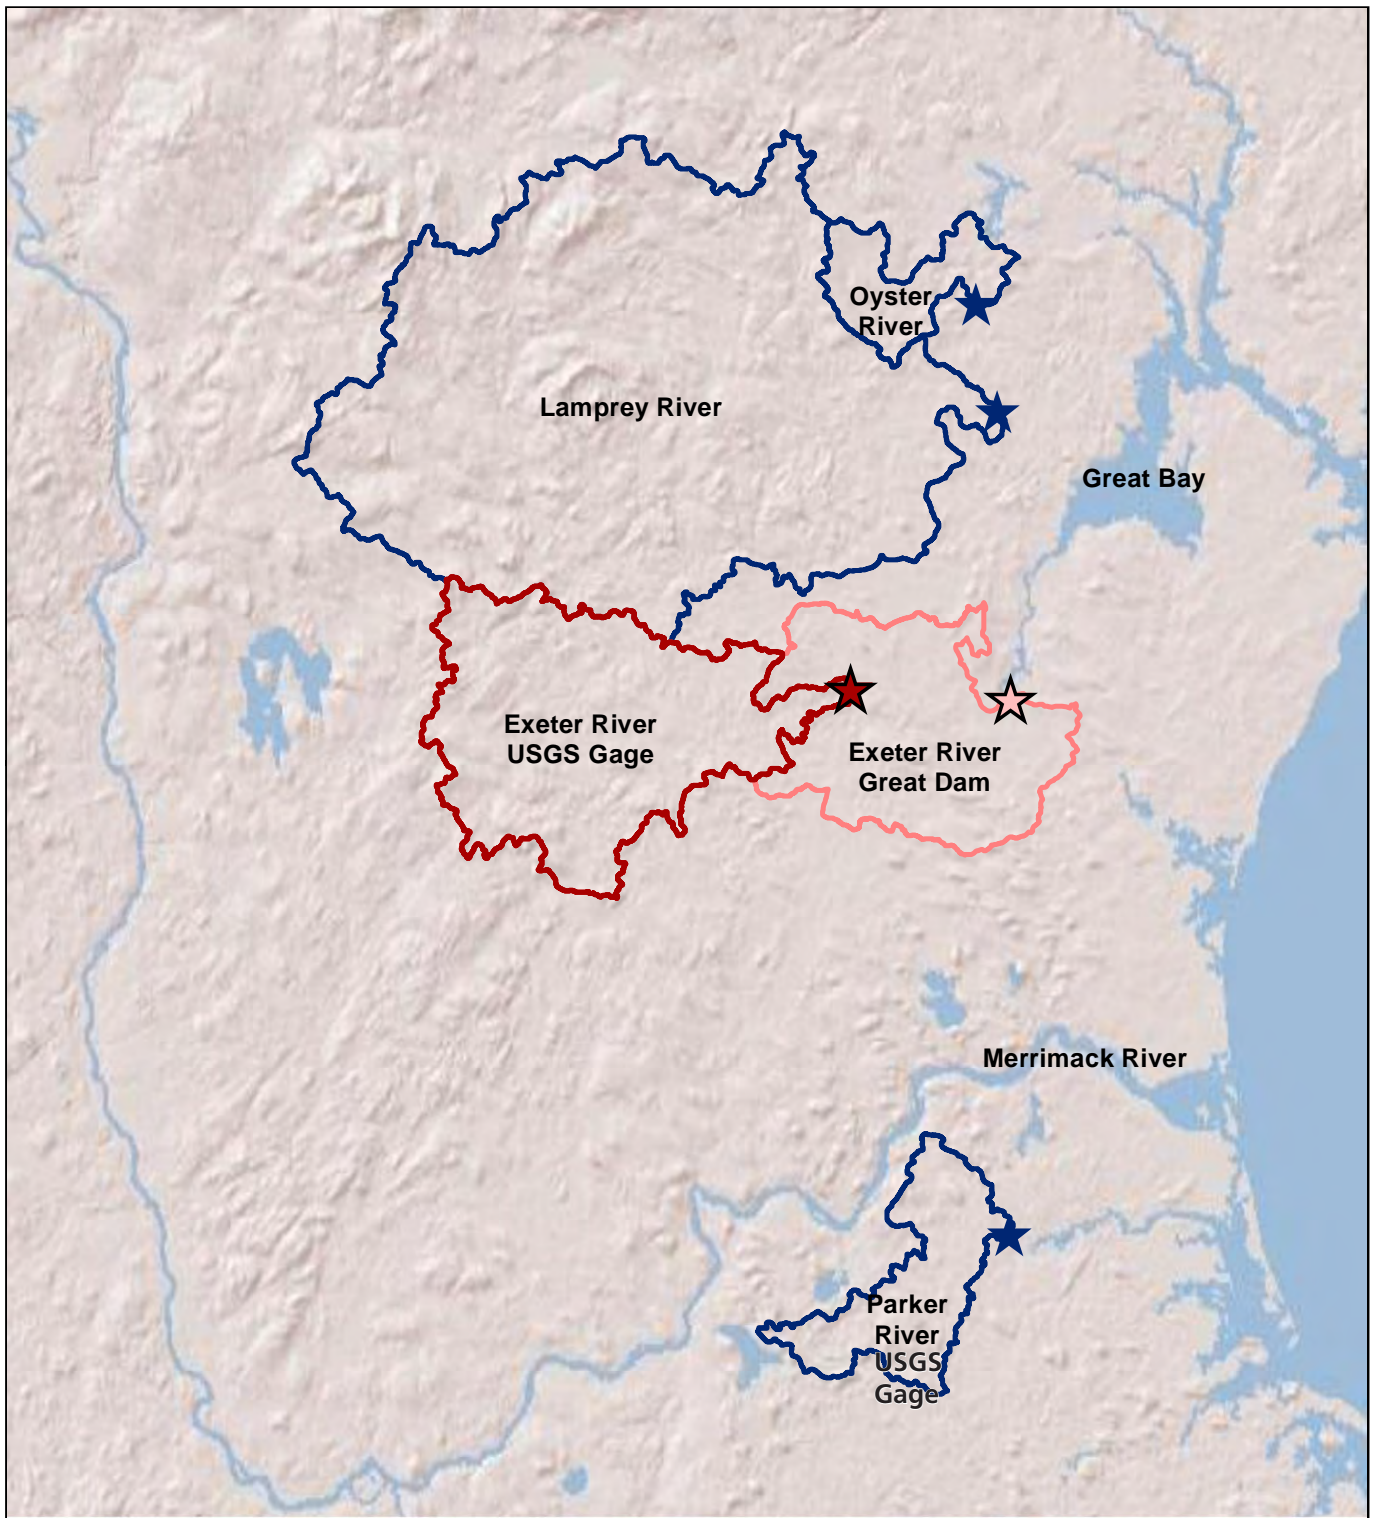 Oyster
River
Lamprey River
Great Bay
Exeter River
USGS Gage
Exeter River
Great Dam
Merrimack River
Parker
River
USGS
Gage